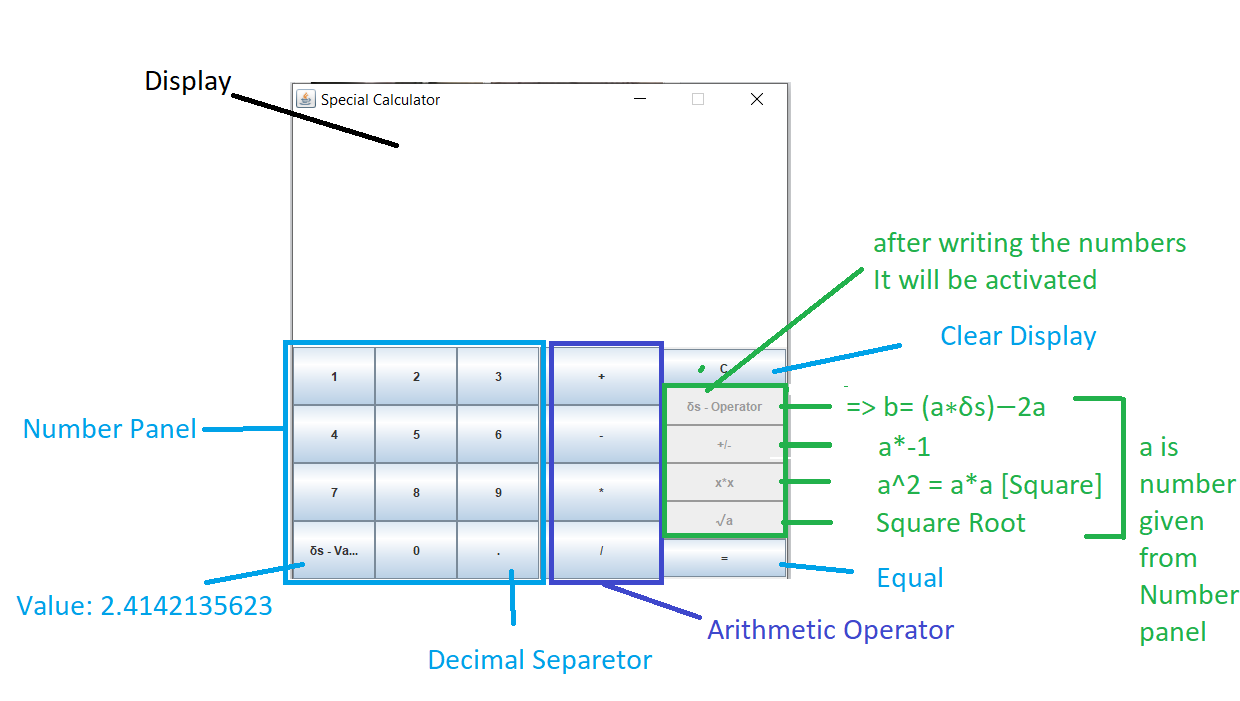 Display
Special Calculator
after writing the numbers
It will be activated
Clear Display
1 2 3 + C
δs - Operator => b= (a*δs)−2a
Number Panel
4 5 6 - +/- a*-1
a is
number
given
from
Number
panel
7 8 9 * x*x a^2 = a*a [Square]
√a Square Root
δs - Va... 0 . / = Equal
Value: 2.4142135623
Arithmetic Operator
Decimal Separetor